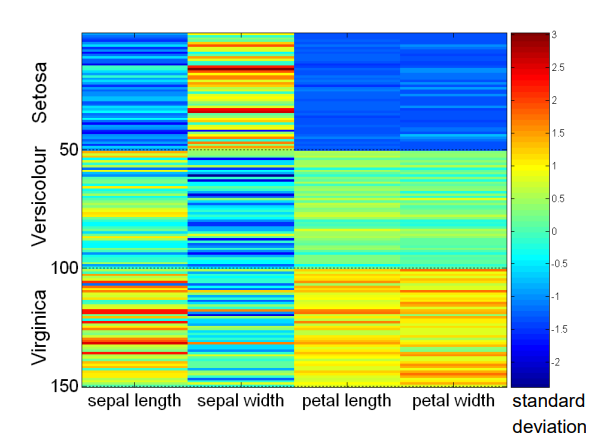 Setosa
Versicolour
Virginica
50
100
150
sepal length
sepal width
petal length
petal width
3
2.5
2
1.5
1
0.5
0
-0.5
-1
-1.5
-2
standard
deviation